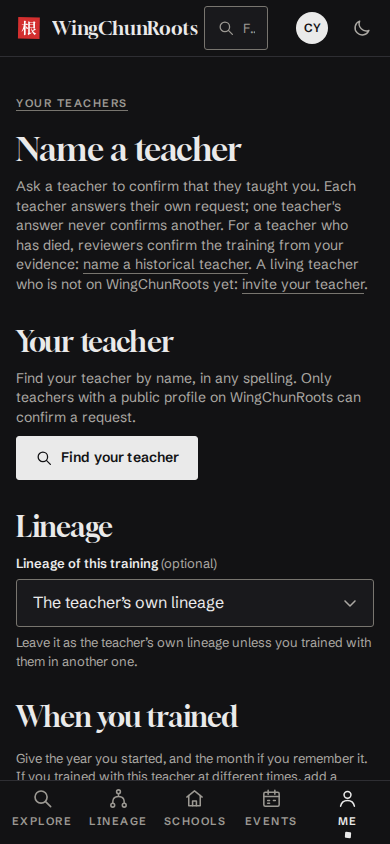 根 WingChunRoots F.. CY
YOUR TEACHERS
Name a teacher
Ask a teacher to confirm that they taught you. Each
teacher answers their own request; one teacher's
answer never confirms another. For a teacher who
has died, reviewers confirm the training from your
evidence: name a historical teacher. A living teacher
who is not on WingChunRoots yet: invite your teacher.
Your teacher
Find your teacher by name, in any spelling. Only
teachers with a public profile on WingChunRoots can
confirm a request.
Find your teacher
Lineage
Lineage of this training (optional)
The teacher’s own lineage
Leave it as the teacher’s own lineage unless you trained with
them in another one.
When you trained
Give the year you started, and the month if you remember it.
If you trained with this teacher at different times, add a
EXPLORE LINEAGE SCHOOLS EVENTS ME